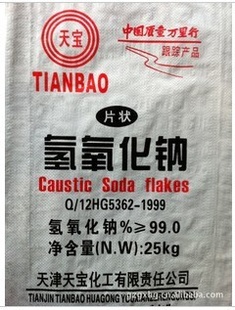 天宝
中国质量万里行
跟踪产品
TIANBAO
片状
氢氧化钠
Caustic Soda flakes
Q/12HG5362-1999
氢氧化钠%≥99.0
净含量(N.W):25kg
天津天宝化工有限责任公司
TIANJIN TIANBAO HUAGONG